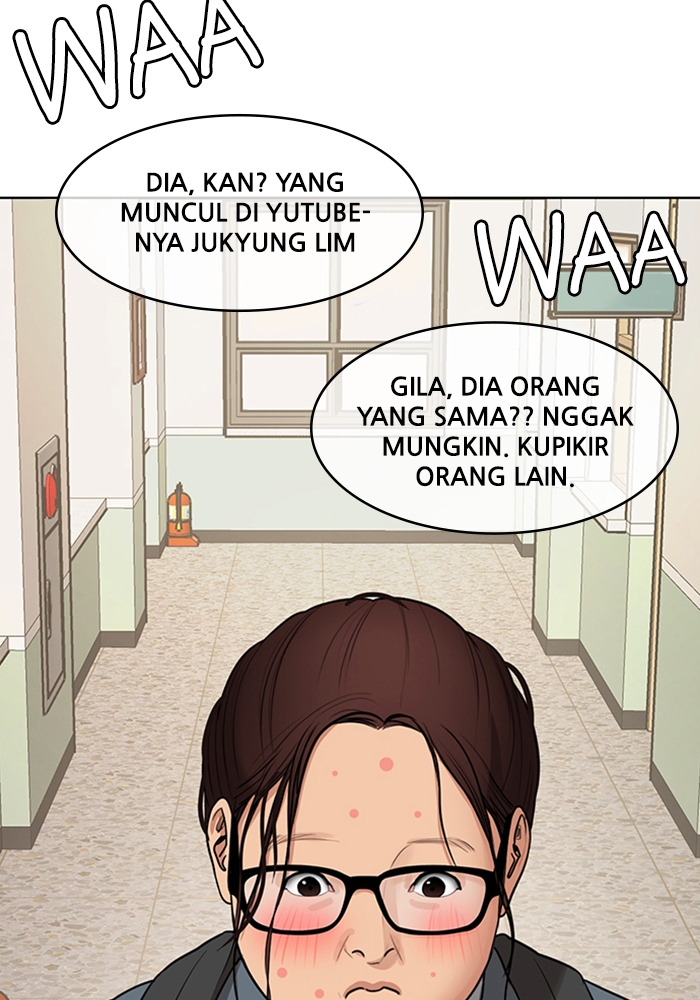 WAA
DIA, KAN? YANG
MUNCUL DI YUTUBE-
NYA JUKYUNG LIM
WAA
GILA, DIA ORANG
YANG SAMA?? NGGAK
MUNGKIN. KUPIKIR
ORANG LAIN.